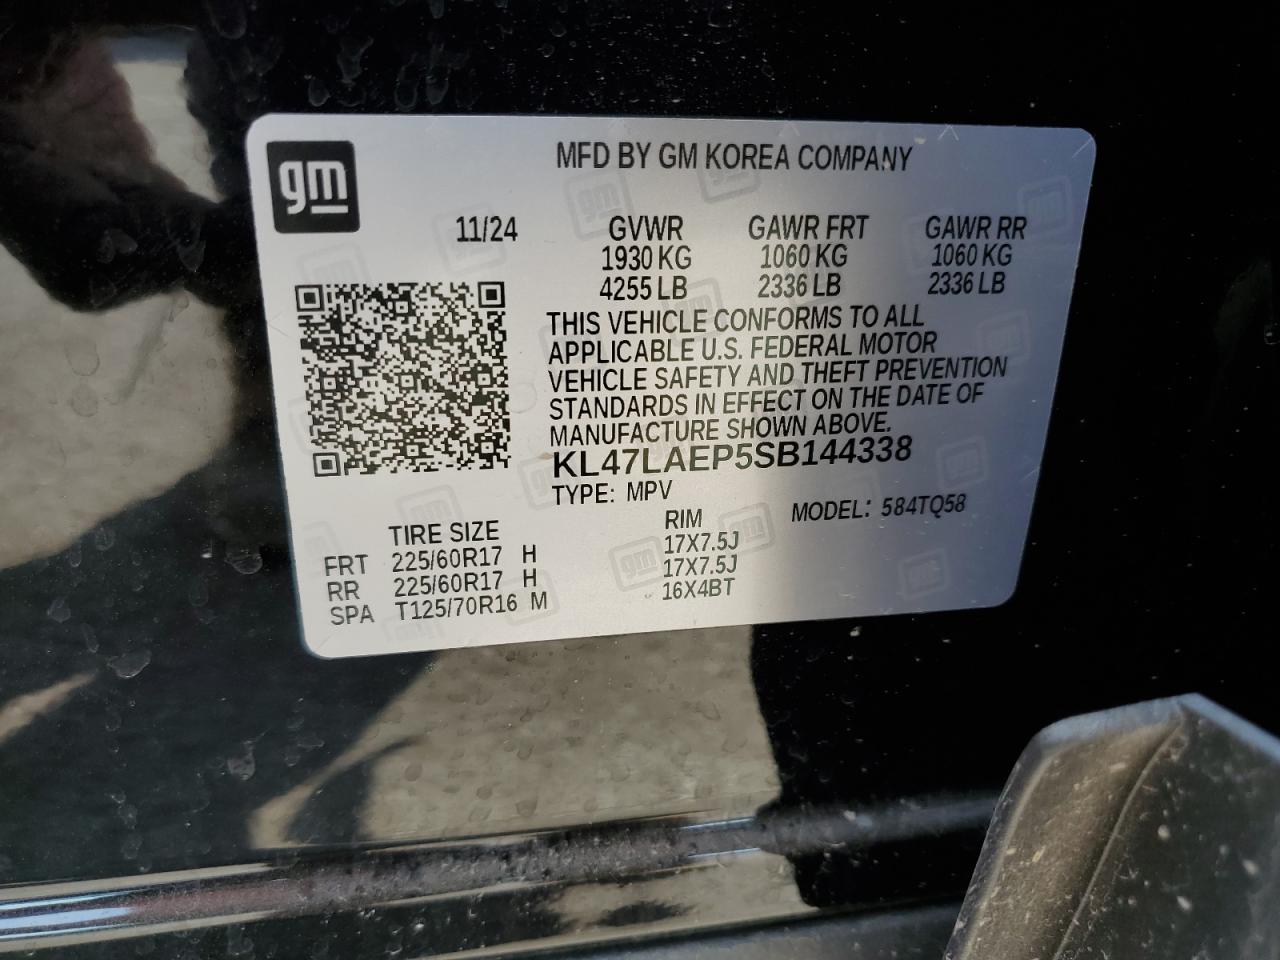 gm
MFD BY GM KOREA COMPANY
11/24 GVWR GAWR FRT GAWR RR
1930 KG 1060 KG 1060 KG
4255 LB 2336 LB 2336 LB
THIS VEHICLE CONFORMS TO ALL
APPLICABLE U.S. FEDERAL MOTOR
VEHICLE SAFETY AND THEFT PREVENTION
STANDARDS IN EFFECT ON THE DATE OF
MANUFACTURE SHOWN ABOVE.
KL47LAEP5SB144338
TYPE: MPV MODEL: 584TQ58
TIRE SIZE RIM
FRT 225/60R17 H 17X7.5J
RR 225/60R17 H 17X7.5J
SPA T125/70R16 M 16X4BT